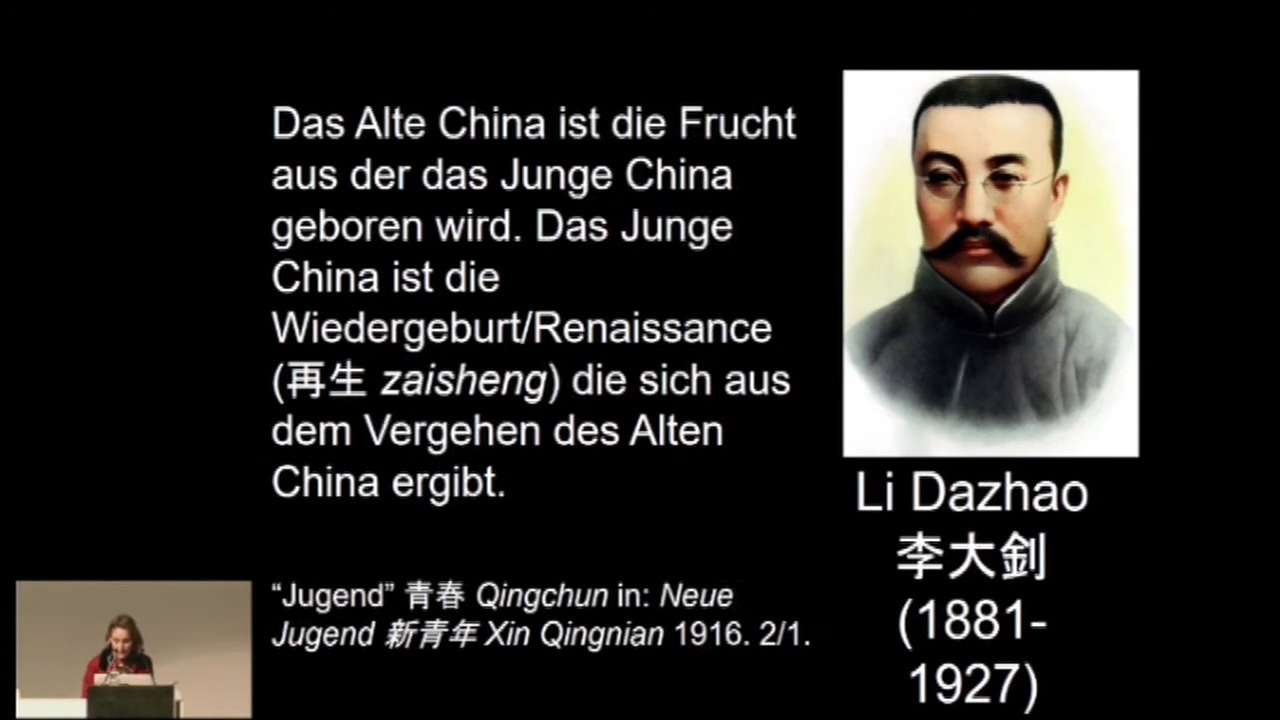 Das Alte China ist die Frucht
aus der das Junge China
geboren wird. Das Junge
China ist die
Wiedergeburt/Renaissance
(再生 zaisheng) die sich aus
dem Vergehen des Alten
China ergibt.
“Jugend” 青春 Qingchun in: Neue
Jugend 新青年 Xin Qingnian 1916. 2/1.
Li Dazhao
李大釗
(1881-
1927)